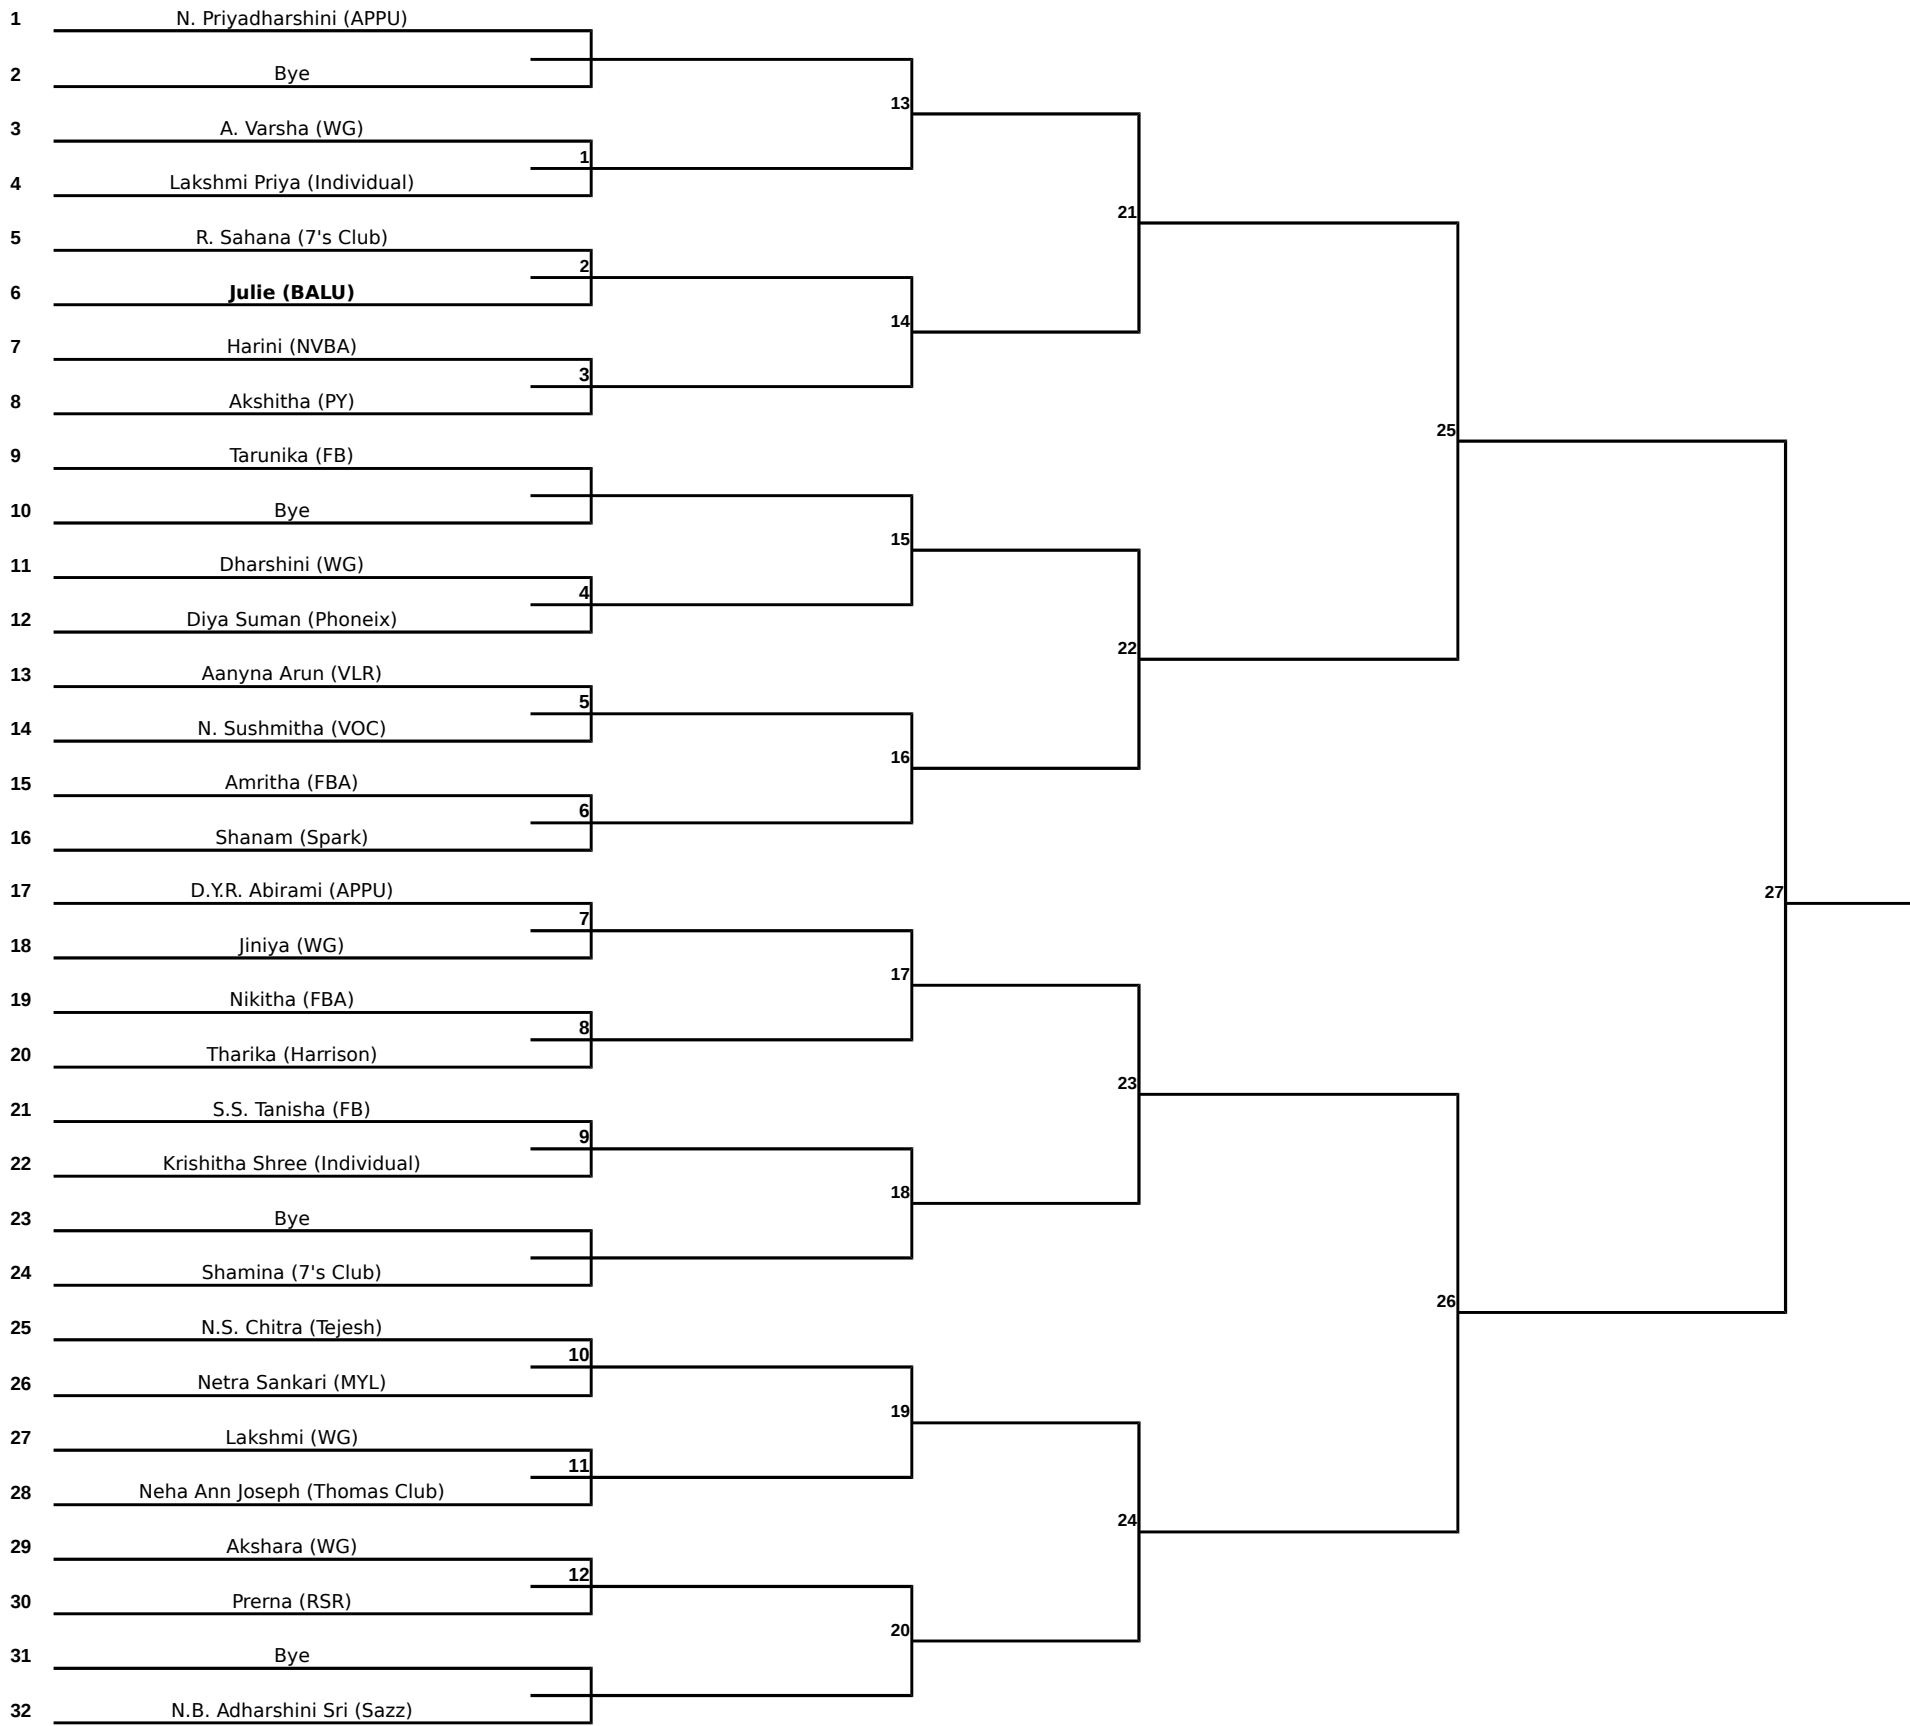 1 N. Priyadharshini (APPU)
2 Bye
13
3 A. Varsha (WG)
1
4 Lakshmi Priya (Individual)
21
5 R. Sahana (7's Club)
2
6 Julie (BALU)
14
7 Harini (NVBA)
3
8 Akshitha (PY)
25
9 Tarunika (FB)
10 Bye
15
11 Dharshini (WG)
4
12 Diya Suman (Phoneix)
22
13 Aanyna Arun (VLR)
5
14 N. Sushmitha (VOC)
16
15 Amritha (FBA)
6
16 Shanam (Spark)
17 D.Y.R. Abirami (APPU)
27
7
18 Jiniya (WG)
17
19 Nikitha (FBA)
8
20 Tharika (Harrison)
23
21 S.S. Tanisha (FB)
9
22 Krishitha Shree (Individual)
18
23 Bye
24 Shamina (7's Club)
26
25 N.S. Chitra (Tejesh)
10
26 Netra Sankari (MYL)
19
27 Lakshmi (WG)
11
28 Neha Ann Joseph (Thomas Club)
24
29 Akshara (WG)
12
30 Prerna (RSR)
20
31 Bye
32 N.B. Adharshini Sri (Sazz)